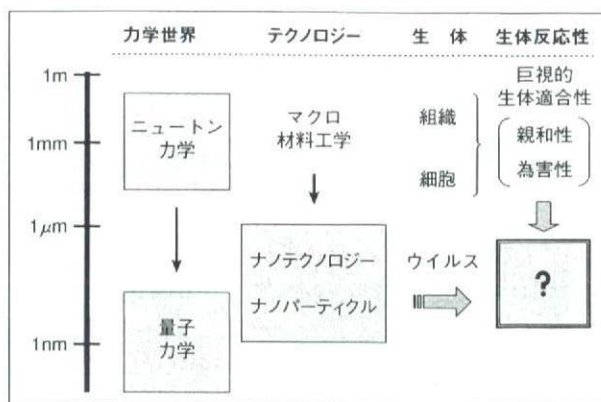 力学世界
テクノロジー
生 体
生体反応性
1m
1mm
1μm
1nm
ニュートン
力学
量子
力学
マクロ
材料工学
ナノテクノロジー
ナノパーティクル
組織
細胞
ウイルス
巨視的
生体適合性
親和性
為害性
?